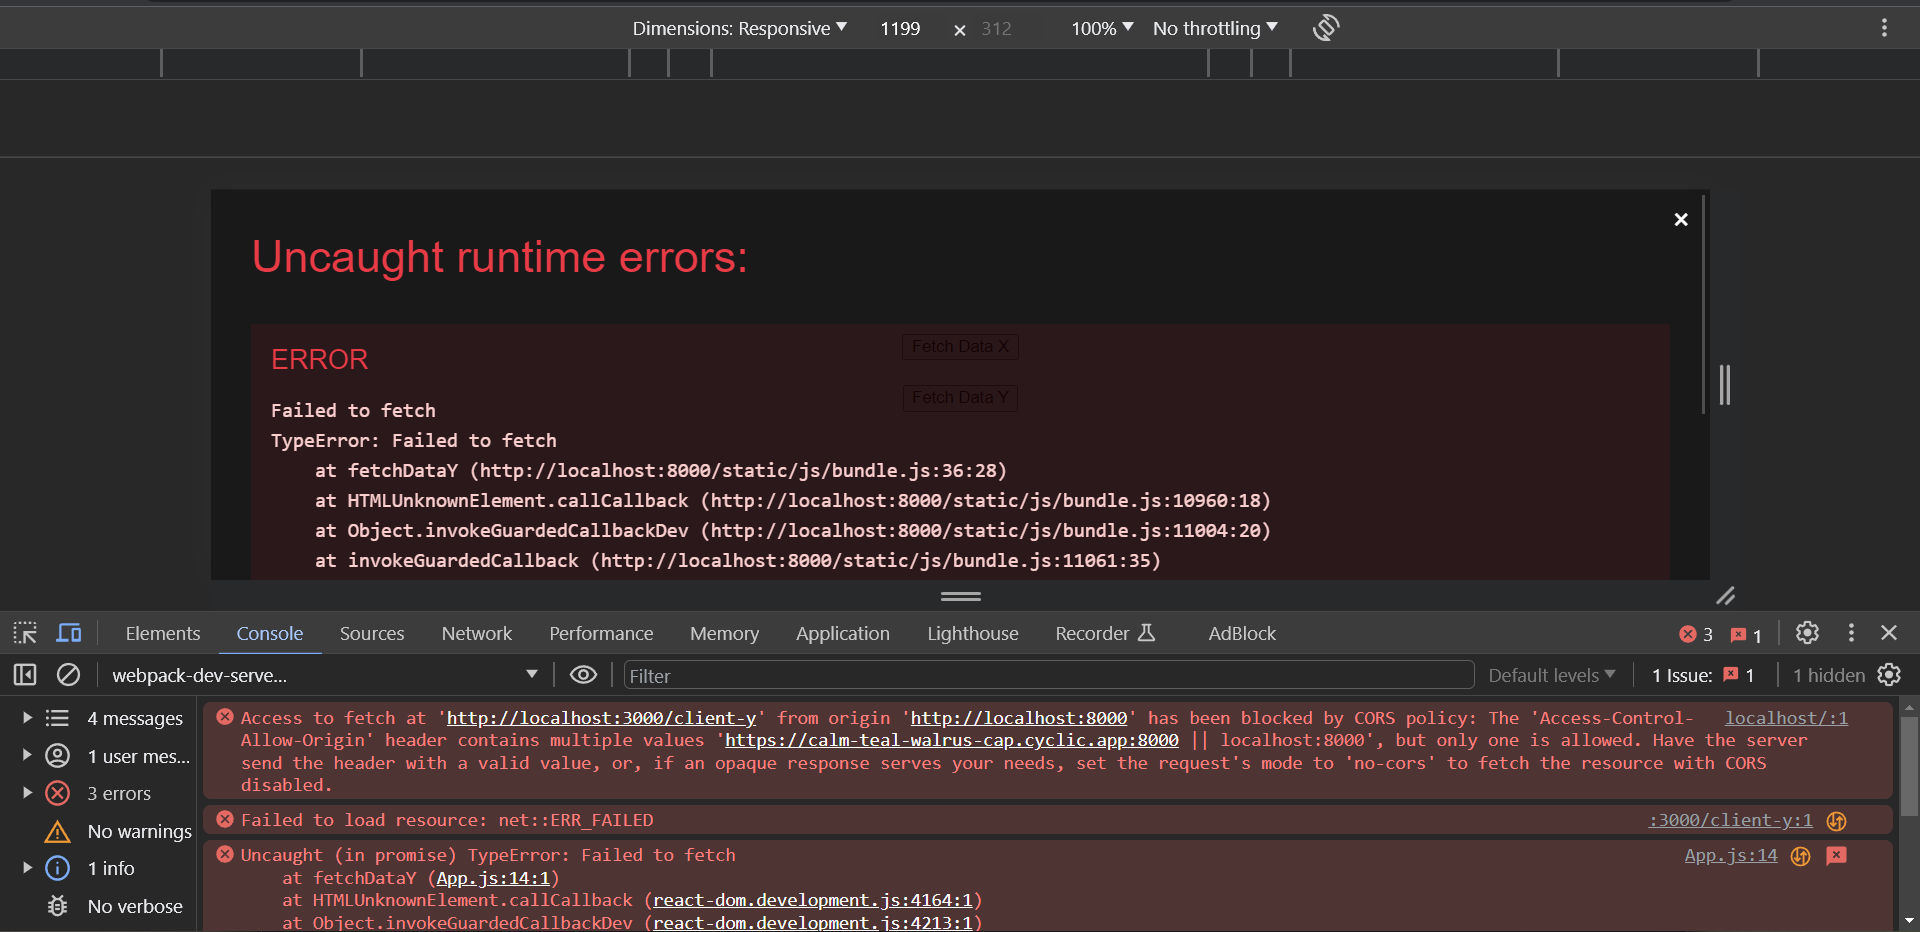 Dimensions: Responsive 1199 × 312 100% No throttling
×
Uncaught runtime errors:
ERROR
Fetch Data X
Fetch Data Y
Failed to fetch
TypeError: Failed to fetch
at fetchDataY (http://localhost:8000/static/js/bundle.js:36:28)
at HTMLUnknownElement.callCallback (http://localhost:8000/static/js/bundle.js:10960:18)
at Object.invokeGuardedCallbackDev (http://localhost:8000/static/js/bundle.js:11004:20)
at invokeGuardedCallback (http://localhost:8000/static/js/bundle.js:11061:35)
Elements Console Sources Network Performance Memory Application Lighthouse Recorder AdBlock 3 1
webpack-dev-serve... Filter Default levels 1 Issue: 1 1 hidden
4 messages
1 user mes...
3 errors
No warnings
1 info
No verbose
Access to fetch at 'http://localhost:3000/client-y' from origin 'http://localhost:8000' has been blocked by CORS policy: The 'Access-Control- localhost/:1
Allow-Origin' header contains multiple values 'https://calm-teal-walrus-cap.cyclic.app:8000 || localhost:8000', but only one is allowed. Have the server
send the header with a valid value, or, if an opaque response serves your needs, set the request's mode to 'no-cors' to fetch the resource with CORS
disabled.
Failed to load resource: net::ERR_FAILED :3000/client-y:1
Uncaught (in promise) TypeError: Failed to fetch App.js:14
at fetchDataY (App.js:14:1)
at HTMLUnknownElement.callCallback (react-dom.development.js:4164:1)
at Object.invokeGuardedCallbackDev (react-dom.development.js:4213:1)